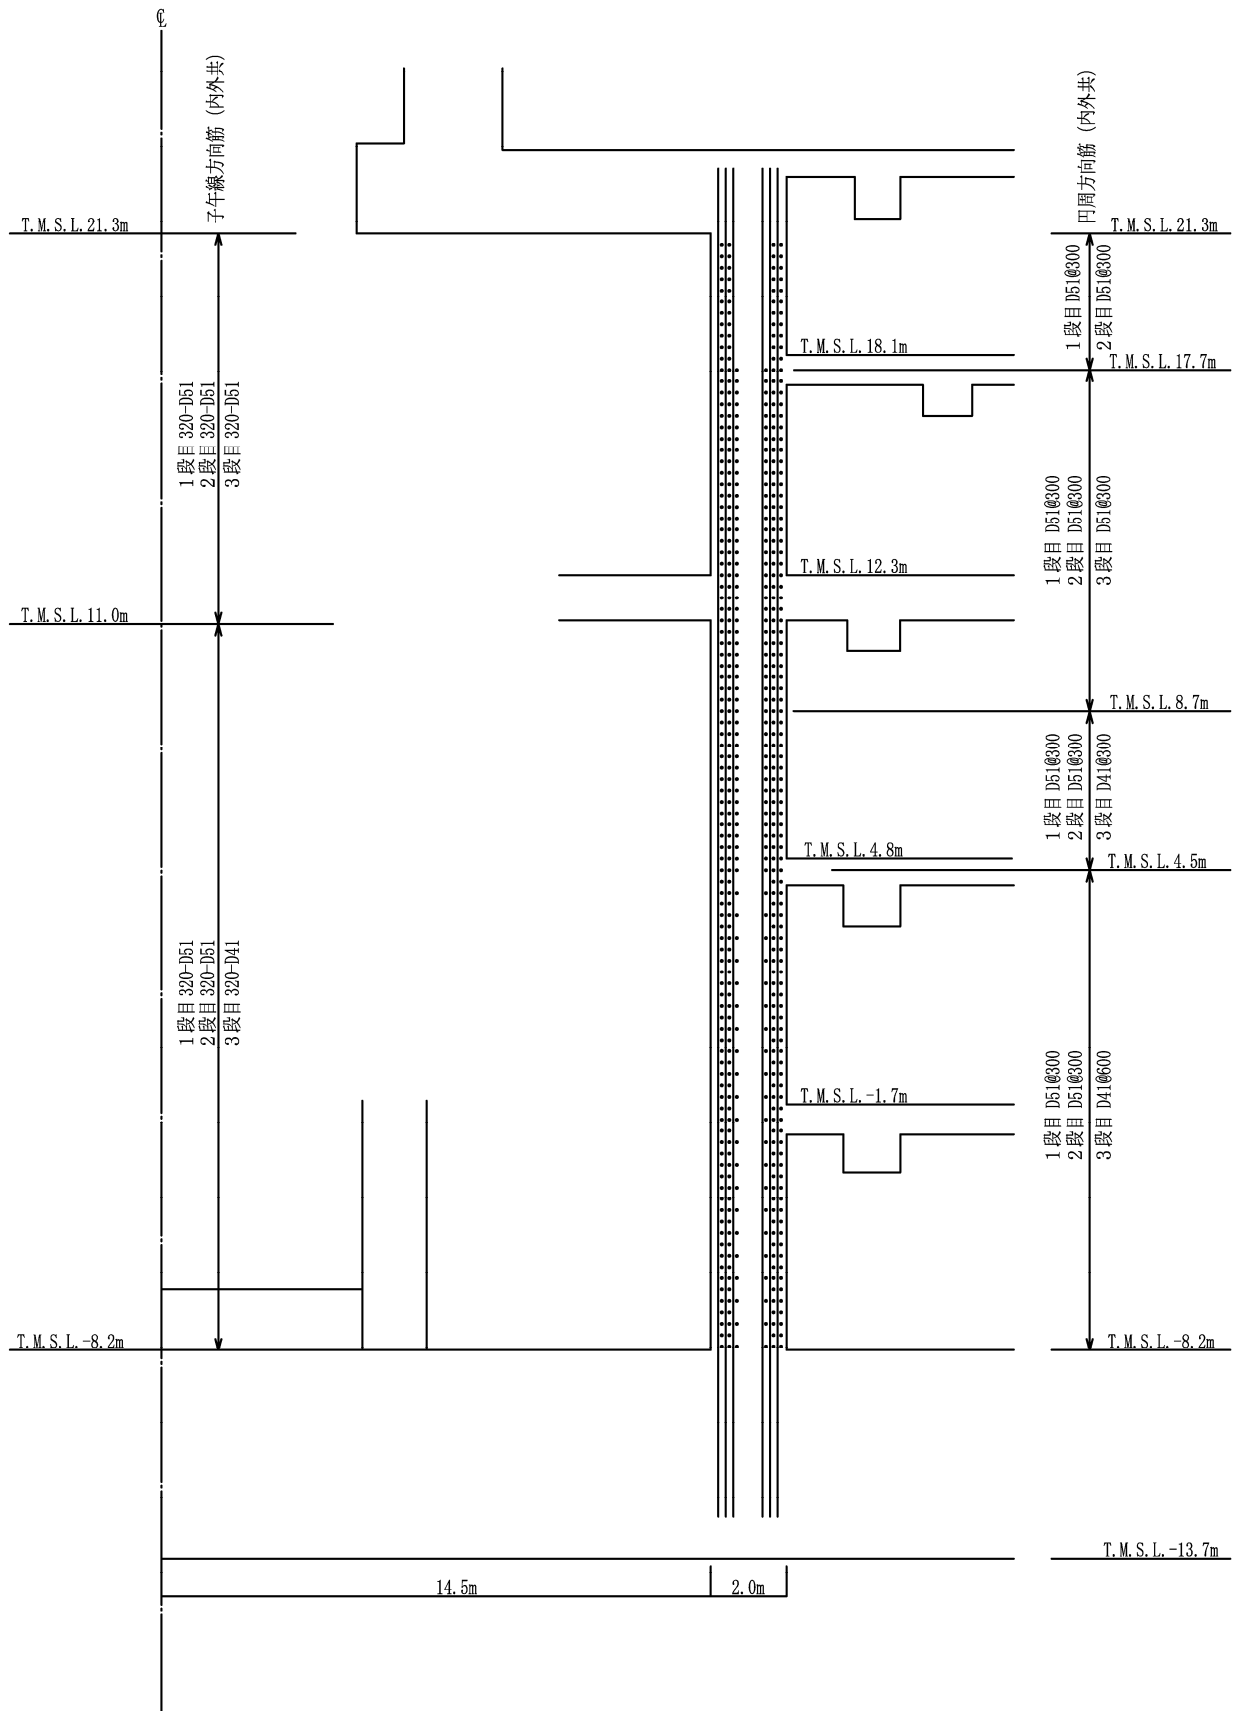 ℄
子午線方向筋 (内外共)
円周方向筋 (内外共)
T.M.S.L.21.3m
T.M.S.L.21.3m
1段目 D51@300
2段目 D51@300
T.M.S.L.18.1m
T.M.S.L.17.7m
1段目 320-D51
2段目 320-D51
3段目 320-D51
1段目 D51@300
2段目 D51@300
3段目 D51@300
T.M.S.L.12.3m
T.M.S.L.11.0m
T.M.S.L.8.7m
1段目 D51@300
2段目 D51@300
3段目 D41@300
T.M.S.L.4.8m
T.M.S.L.4.5m
1段目 320-D51
2段目 320-D51
3段目 320-D41
1段目 D51@300
2段目 D51@300
3段目 D41@600
T.M.S.L.-1.7m
T.M.S.L.-8.2m
T.M.S.L.-8.2m
T.M.S.L.-13.7m
14.5m
2.0m